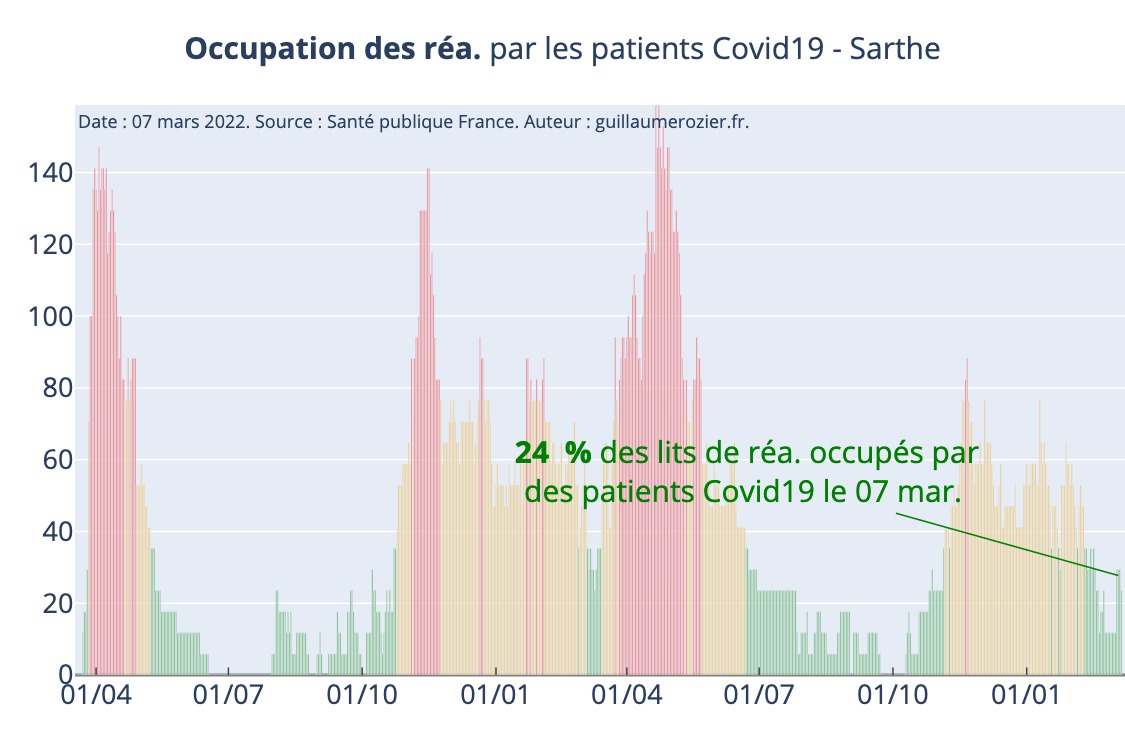 Occupation des réa. par les patients Covid19 - Sarthe
Date : 07 mars 2022. Source : Santé publique France. Auteur : guillaumerozier.fr.
140
120
100
80
60
40
20
0
24 % des lits de réa. occupés par
des patients Covid19 le 07 mar.
01/04 01/07 01/10 01/01 01/04 01/07 01/10 01/01